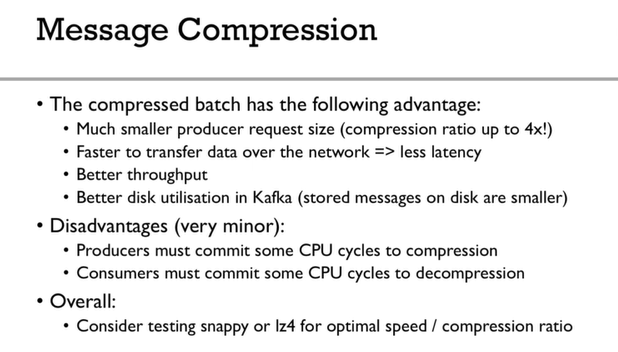 Message Compression
• The compressed batch has the following advantage:
• Much smaller producer request size (compression ratio up to 4x!)
• Faster to transfer data over the network => less latency
• Better throughput
• Better disk utilisation in Kafka (stored messages on disk are smaller)
• Disadvantages (very minor):
• Producers must commit some CPU cycles to compression
• Consumers must commit some CPU cycles to decompression
• Overall:
• Consider testing snappy or lz4 for optimal speed / compression ratio